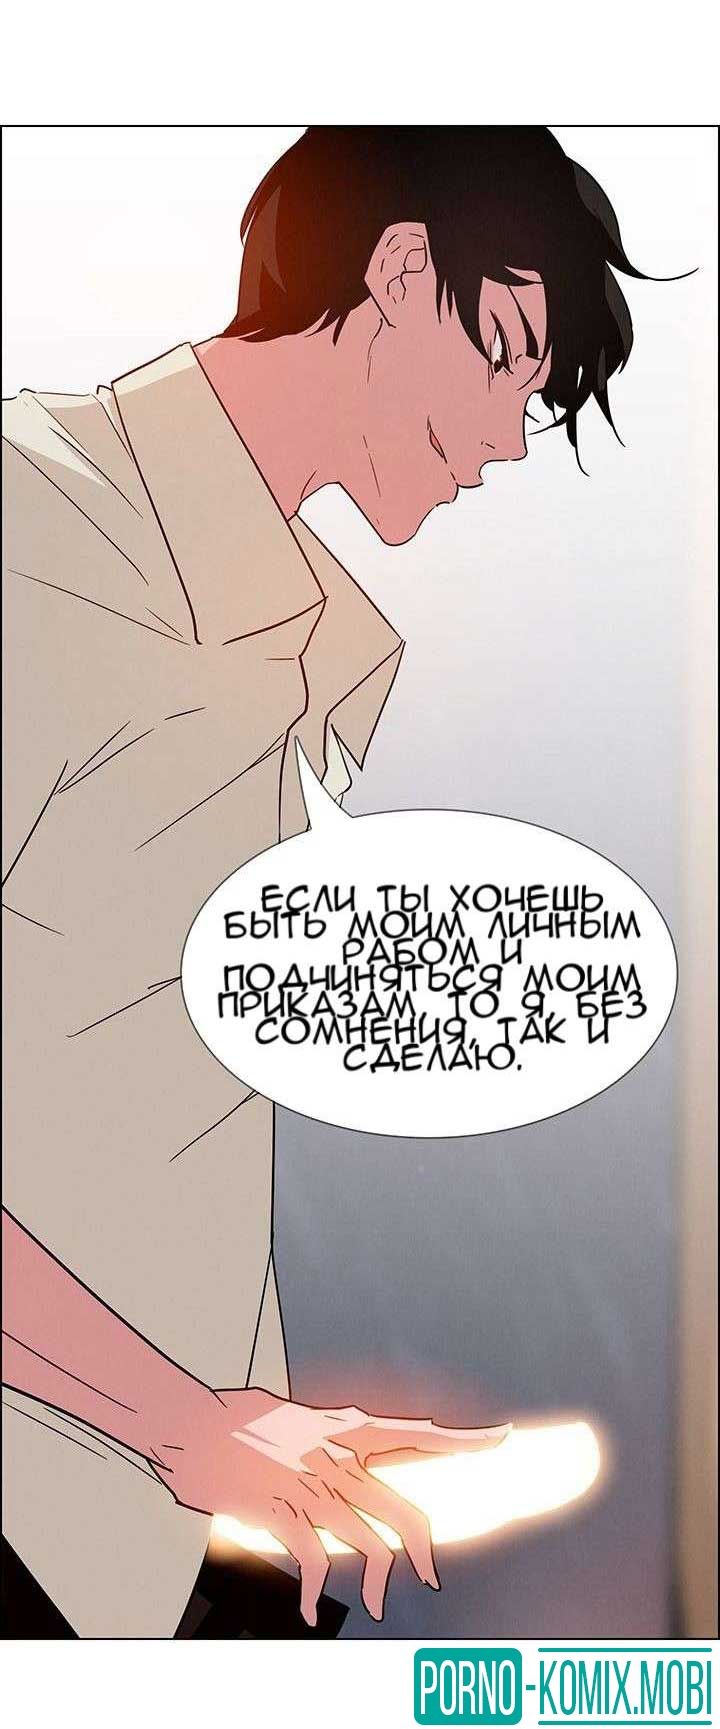 ЕСЛИ ТЫ ХОЧЕШЬ
БЫТЬ МОИМ ЛИЧНЫМ
РАБОМ И
ПОДЧИНЯТЬСЯ МОИМ
ПРИКАЗАМ, ТО Я, БЕЗ
СОМНЕНИЯ, ТАК И
СДЕЛАЮ.
PORNO-KOMIX.MOBI